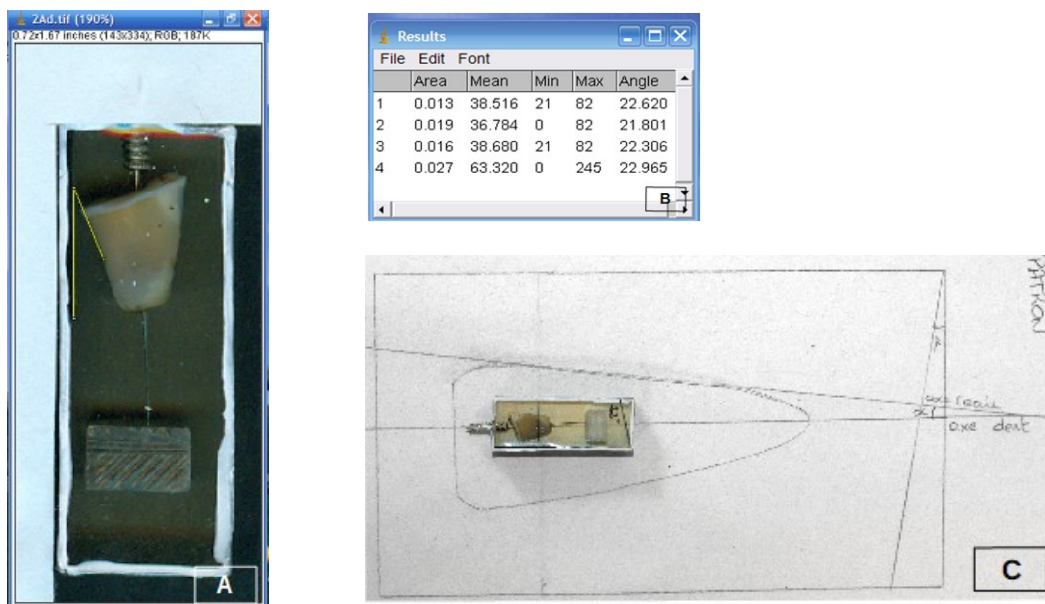 2Ad.tif (190%)
0.72x1.67 inches (143x334); RGB; 187K
A
Results
File Edit Font
Area Mean Min Max Angle
1 0.013 38.516 21 82 22.620
2 0.019 36.784 0 82 21.801
3 0.016 38.680 21 82 22.306
4 0.027 63.320 0 245 22.965
B
PATRON
axe dent
C